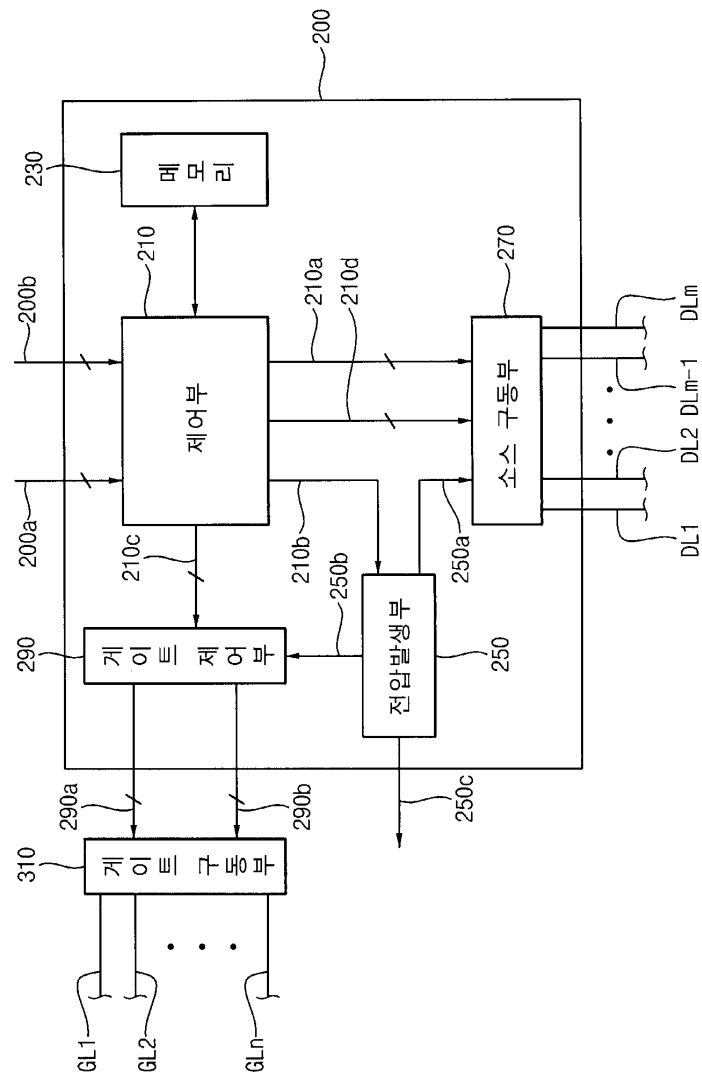 200
230
메모리
200b
210
제어부
200a
210a
210d
270
소스 구동부
210c
210b
250b
250a
290
게이트 제어부
전압발생부
250
290a
290b
250c
310
게이트 구동부
GL1
GL2
GLn
DL1
DL2
DLm-1
DLm